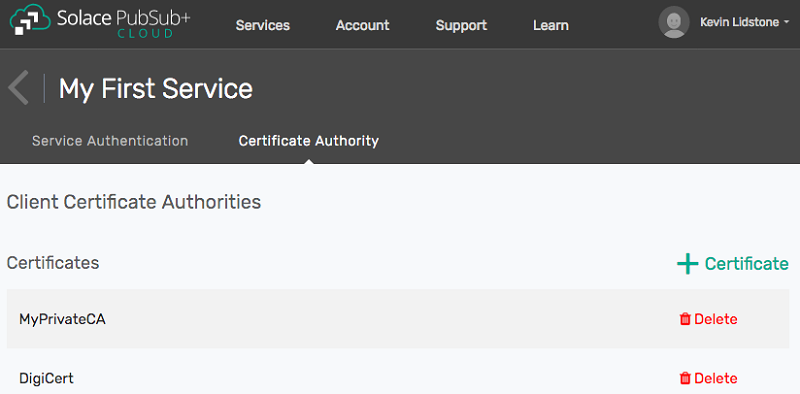 Solace PubSub+
CLOUD
Services Account Support Learn Kevin Lidstone
My First Service
Service Authentication Certificate Authority
Client Certificate Authorities
Certificates + Certificate
MyPrivateCA Delete
DigiCert Delete